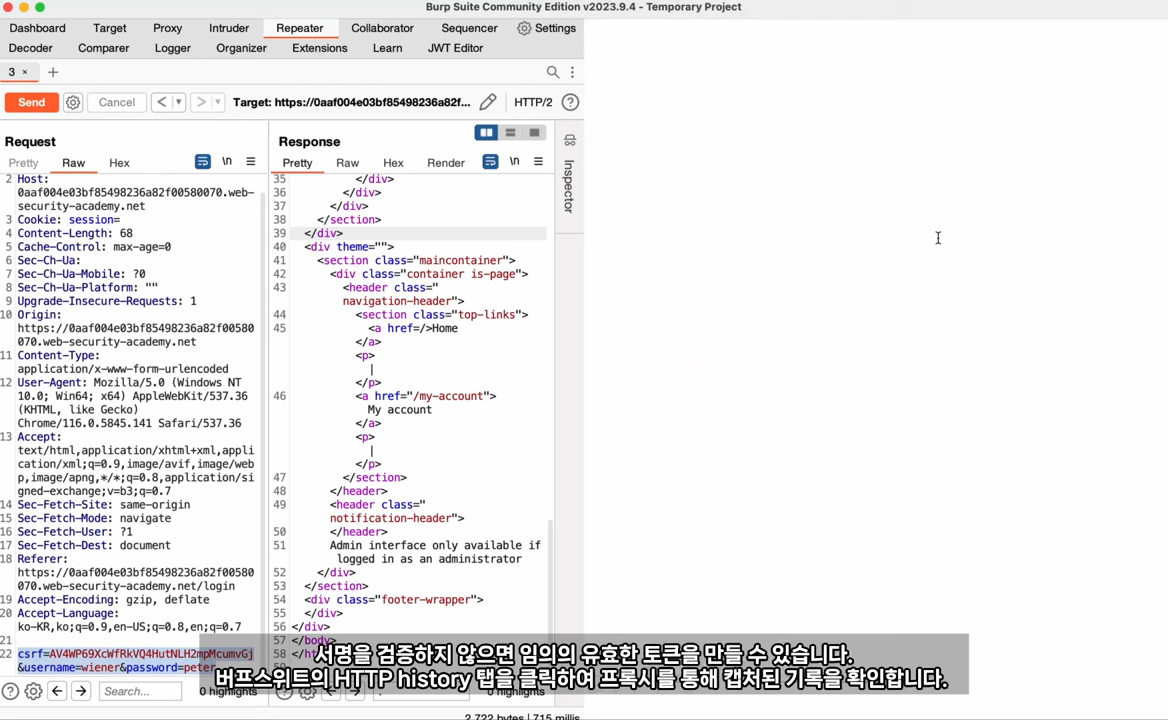 Burp Suite Community Edition v2023.9.4 - Temporary Project
Dashboard Target Proxy Intruder Repeater Collaborator Sequencer Settings
Decoder Comparer Logger Organizer Extensions Learn JWT Editor
3 × +
Send Cancel < > Target: https://0aaf004e03bf85498236a82f... HTTP/2 ?
Request
Pretty Raw Hex \n
2 Host:
0aaf004e03bf85498236a82f00580070.web-
security-academy.net
3 Cookie: session=
4 Content-Length: 68
5 Cache-Control: max-age=0
6 Sec-Ch-Ua:
7 Sec-Ch-Ua-Mobile: ?0
8 Sec-Ch-Ua-Platform: ""
9 Upgrade-Insecure-Requests: 1
10 Origin:
https://0aaf004e03bf85498236a82f00580
070.web-security-academy.net
11 Content-Type:
application/x-www-form-urlencoded
12 User-Agent: Mozilla/5.0 (Windows NT
10.0; Win64; x64) AppleWebKit/537.36
(KHTML, like Gecko)
Chrome/116.0.5845.141 Safari/537.36
13 Accept:
text/html,application/xhtml+xml,appli
cation/xml;q=0.9,image/avif,image/web
p,image/apng,*/*;q=0.8,application/si
gned-exchange;v=b3;q=0.7
14 Sec-Fetch-Site: same-origin
15 Sec-Fetch-Mode: navigate
16 Sec-Fetch-User: ?1
17 Sec-Fetch-Dest: document
18 Referer:
https://0aaf004e03bf85498236a82f00580
070.web-security-academy.net/login
19 Accept-Encoding: gzip, deflate
20 Accept-Language:
ko-KR,ko;q=0.9,en-US;q=0.8,en;q=0.7
21
22 csrf=AV4WP69XcWfRkVQ4HutNLH2mpMcumvGj
&username=wiener&password=peter
Search... 0 highlights
Response
Pretty Raw Hex Render \n
35 </div>
36 </div>
37 </div>
38 </section>
39 </div>
40 <div theme="">
41 <section class="maincontainer">
42 <div class="container is-page">
43 <header class="
navigation-header">
44 <section class="top-links">
45 <a href=/>Home
</a>
<p>
|
</p>
46 <a href="/my-account">
My account
</a>
<p>
|
</p>
47 </section>
48 </header>
49 <header class="
notification-header">
50 </header>
51 Admin interface only available if
logged in as an administrator
52 </div>
53 </section>
54 <div class="footer-wrapper">
55 </div>
56 </div>
57 </body>
58
0 highlights
2,722 bytes | 715 millis
Inspector
서명을 검증하지 않으면 임의의 유효한 토큰을 만들 수 있습니다.
버프스위트의 HTTP history 탭을 클릭하여 프록시를 통해 캡처된 기록을 확인합니다.